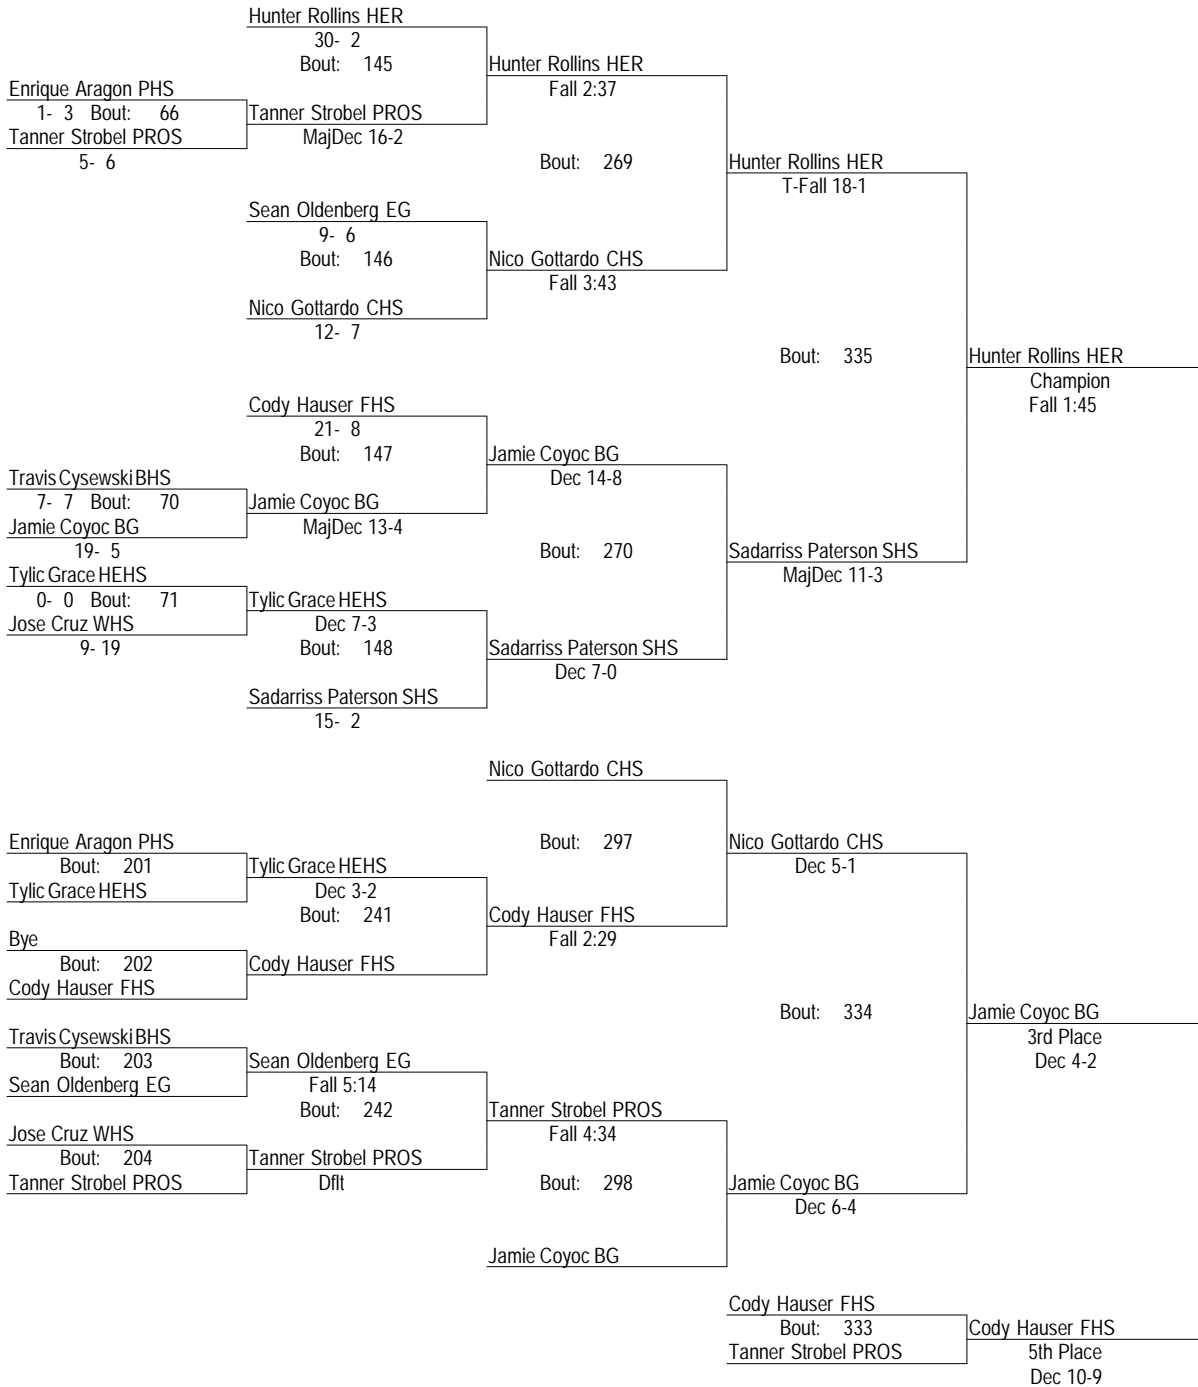 Hunter Rollins HER
30- 2
Bout: 145
Hunter Rollins HER
Fall 2:37
Enrique Aragon PHS
1- 3 Bout: 66
Tanner Strobel PROS
MajDec 16-2
Tanner Strobel PROS
5- 6
Bout: 269
Hunter Rollins HER
T-Fall 18-1
Sean Oldenberg EG
9- 6
Bout: 146
Nico Gottardo CHS
Fall 3:43
Nico Gottardo CHS
12- 7
Bout: 335
Hunter Rollins HER
Champion
Fall 1:45
Cody Hauser FHS
21- 8
Bout: 147
Jamie Coyoc BG
Dec 14-8
Travis Cysewski BHS
7- 7 Bout: 70
Jamie Coyoc BG
MajDec 13-4
Jamie Coyoc BG
19- 5
Bout: 270
Sadarriss Paterson SHS
MajDec 11-3
Tylic Grace HEHS
0- 0 Bout: 71
Tylic Grace HEHS
Dec 7-3
Jose Cruz WHS
9- 19
Bout: 148
Sadarriss Paterson SHS
Dec 7-0
Sadarriss Paterson SHS
15- 2
Nico Gottardo CHS
Enrique Aragon PHS
Bout: 201
Tylic Grace HEHS
Bout: 297
Nico Gottardo CHS
Dec 5-1
Tylic Grace HEHS
Dec 3-2
Bout: 241
Cody Hauser FHS
Fall 2:29
Bye
Bout: 202
Cody Hauser FHS
Cody Hauser FHS
Bout: 334
Jamie Coyoc BG
3rd Place
Dec 4-2
Travis Cysewski BHS
Bout: 203
Sean Oldenberg EG
Sean Oldenberg EG
Fall 5:14
Bout: 242
Tanner Strobel PROS
Fall 4:34
Jose Cruz WHS
Bout: 204
Tanner Strobel PROS
Tanner Strobel PROS
Dflt
Bout: 298
Jamie Coyoc BG
Dec 6-4
Jamie Coyoc BG
Cody Hauser FHS
Bout: 333
Tanner Strobel PROS
Cody Hauser FHS
5th Place
Dec 10-9